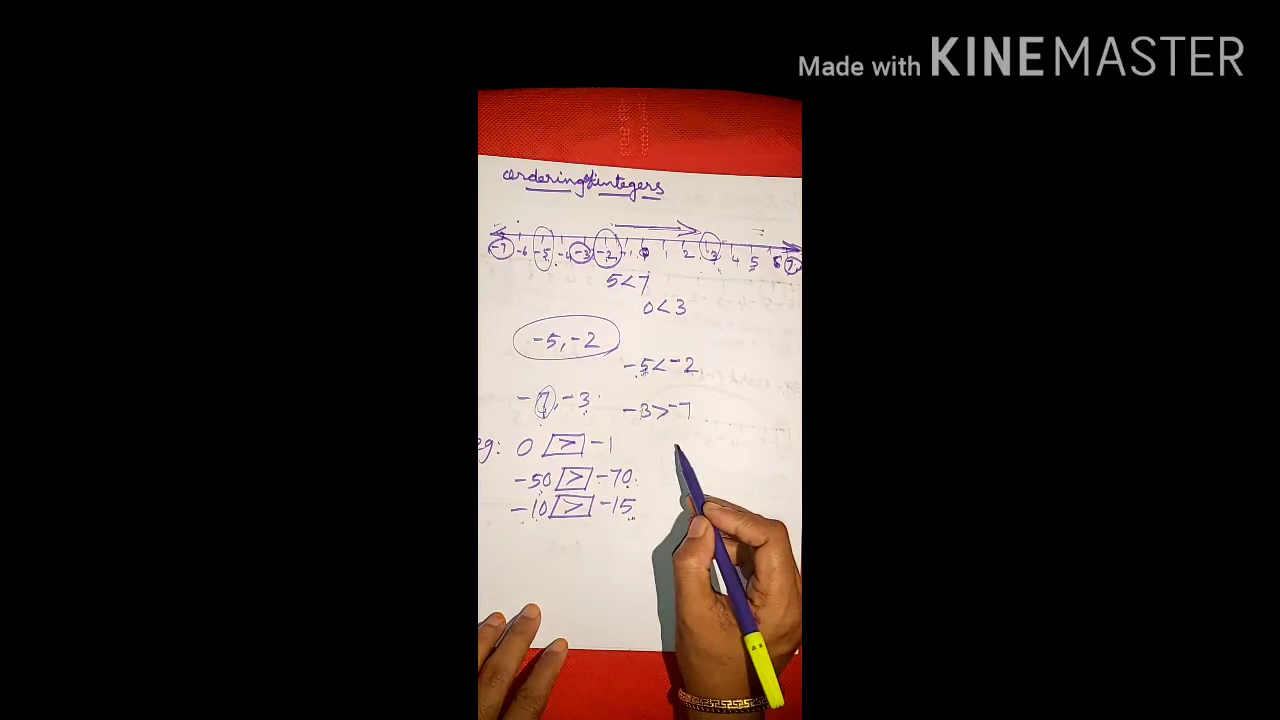 Made with KINEMASTER
ordering of integers
-7 -6 -5 -4 -3 -2 -1 0 1 2 3 4 5 6 7
5<7
0<3
-5, -2
-5<-2
-7, -3
-3>-7
eg: 0 > -1
-50 > -70
-10 > -15